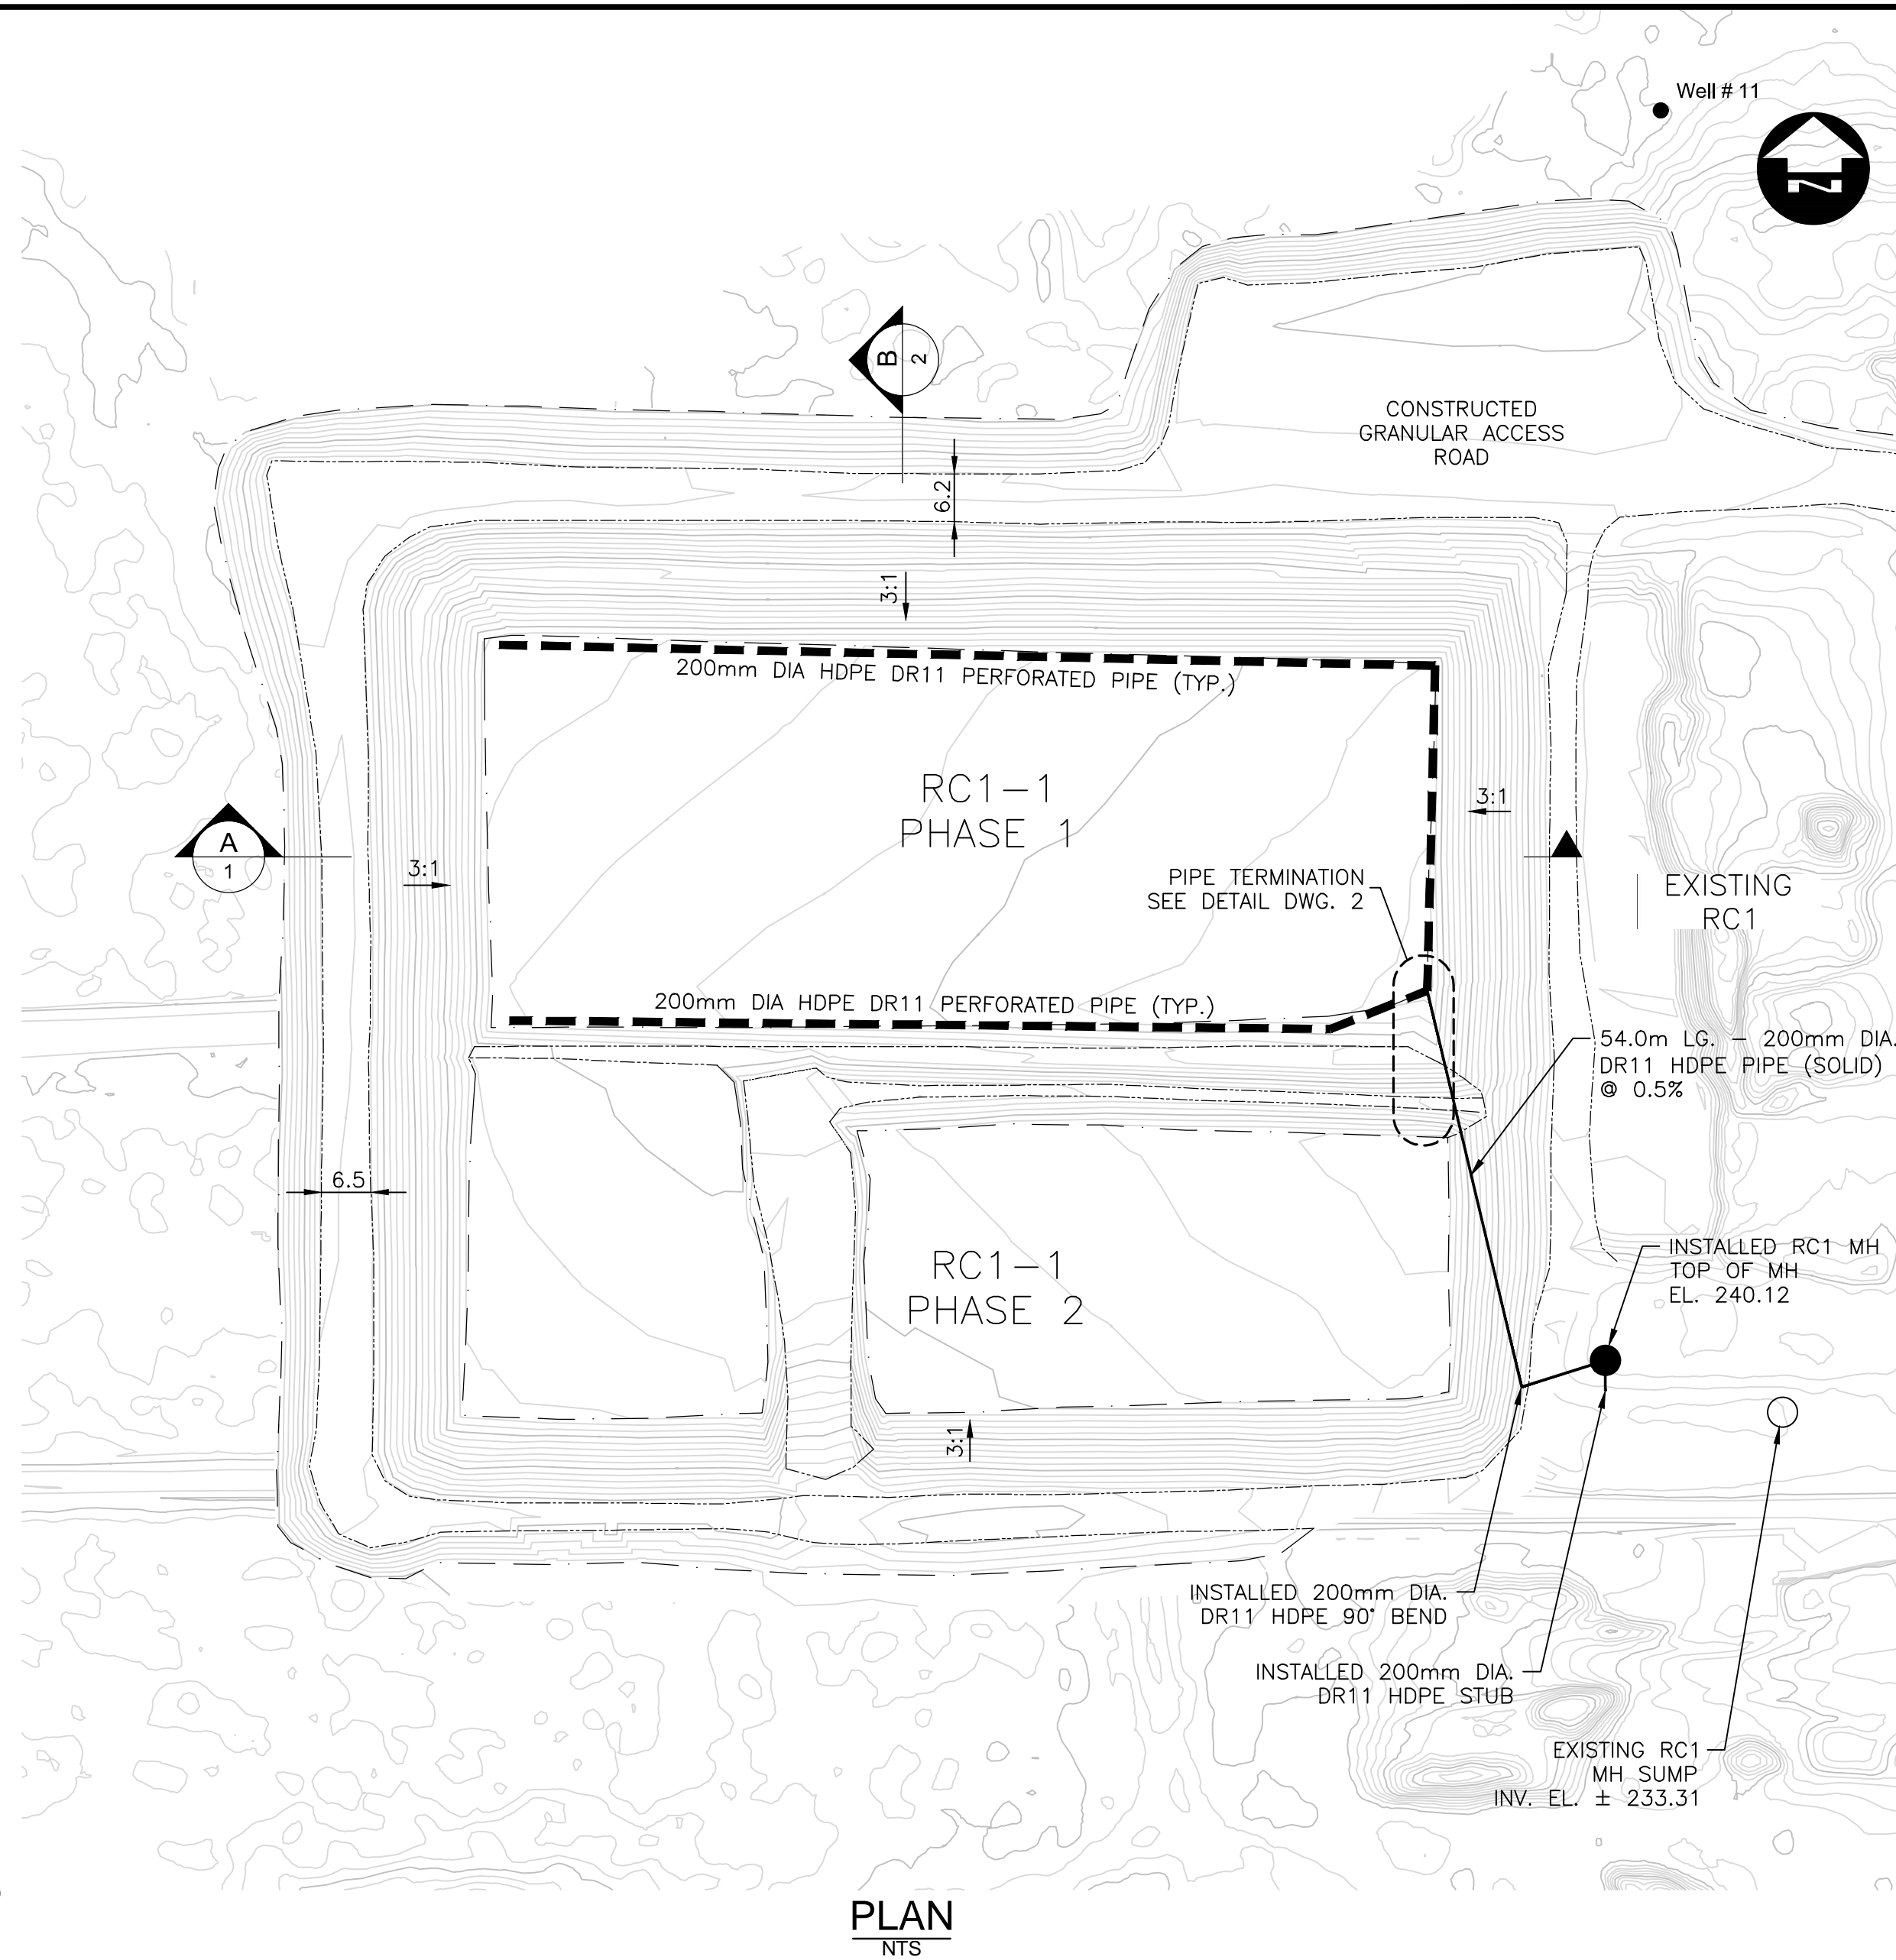 Well # 11
N
B
2
CONSTRUCTED
GRANULAR ACCESS
ROAD
6.2
3:1
200mm DIA HDPE DR11 PERFORATED PIPE (TYP.)
RC1-1
PHASE 1
3:1
A
1
3:1
PIPE TERMINATION
SEE DETAIL DWG. 2
EXISTING
RC1
200mm DIA HDPE DR11 PERFORATED PIPE (TYP.)
54.0m LG. - 200mm DIA.
DR11 HDPE PIPE (SOLID)
@ 0.5%
6.5
RC1-1
PHASE 2
INSTALLED RC1 MH
TOP OF MH
EL. 240.12
3:1
INSTALLED 200mm DIA.
DR11 HDPE 90° BEND
INSTALLED 200mm DIA.
DR11 HDPE STUB
EXISTING RC1
MH SUMP
INV. EL. ± 233.31
PLAN
NTS